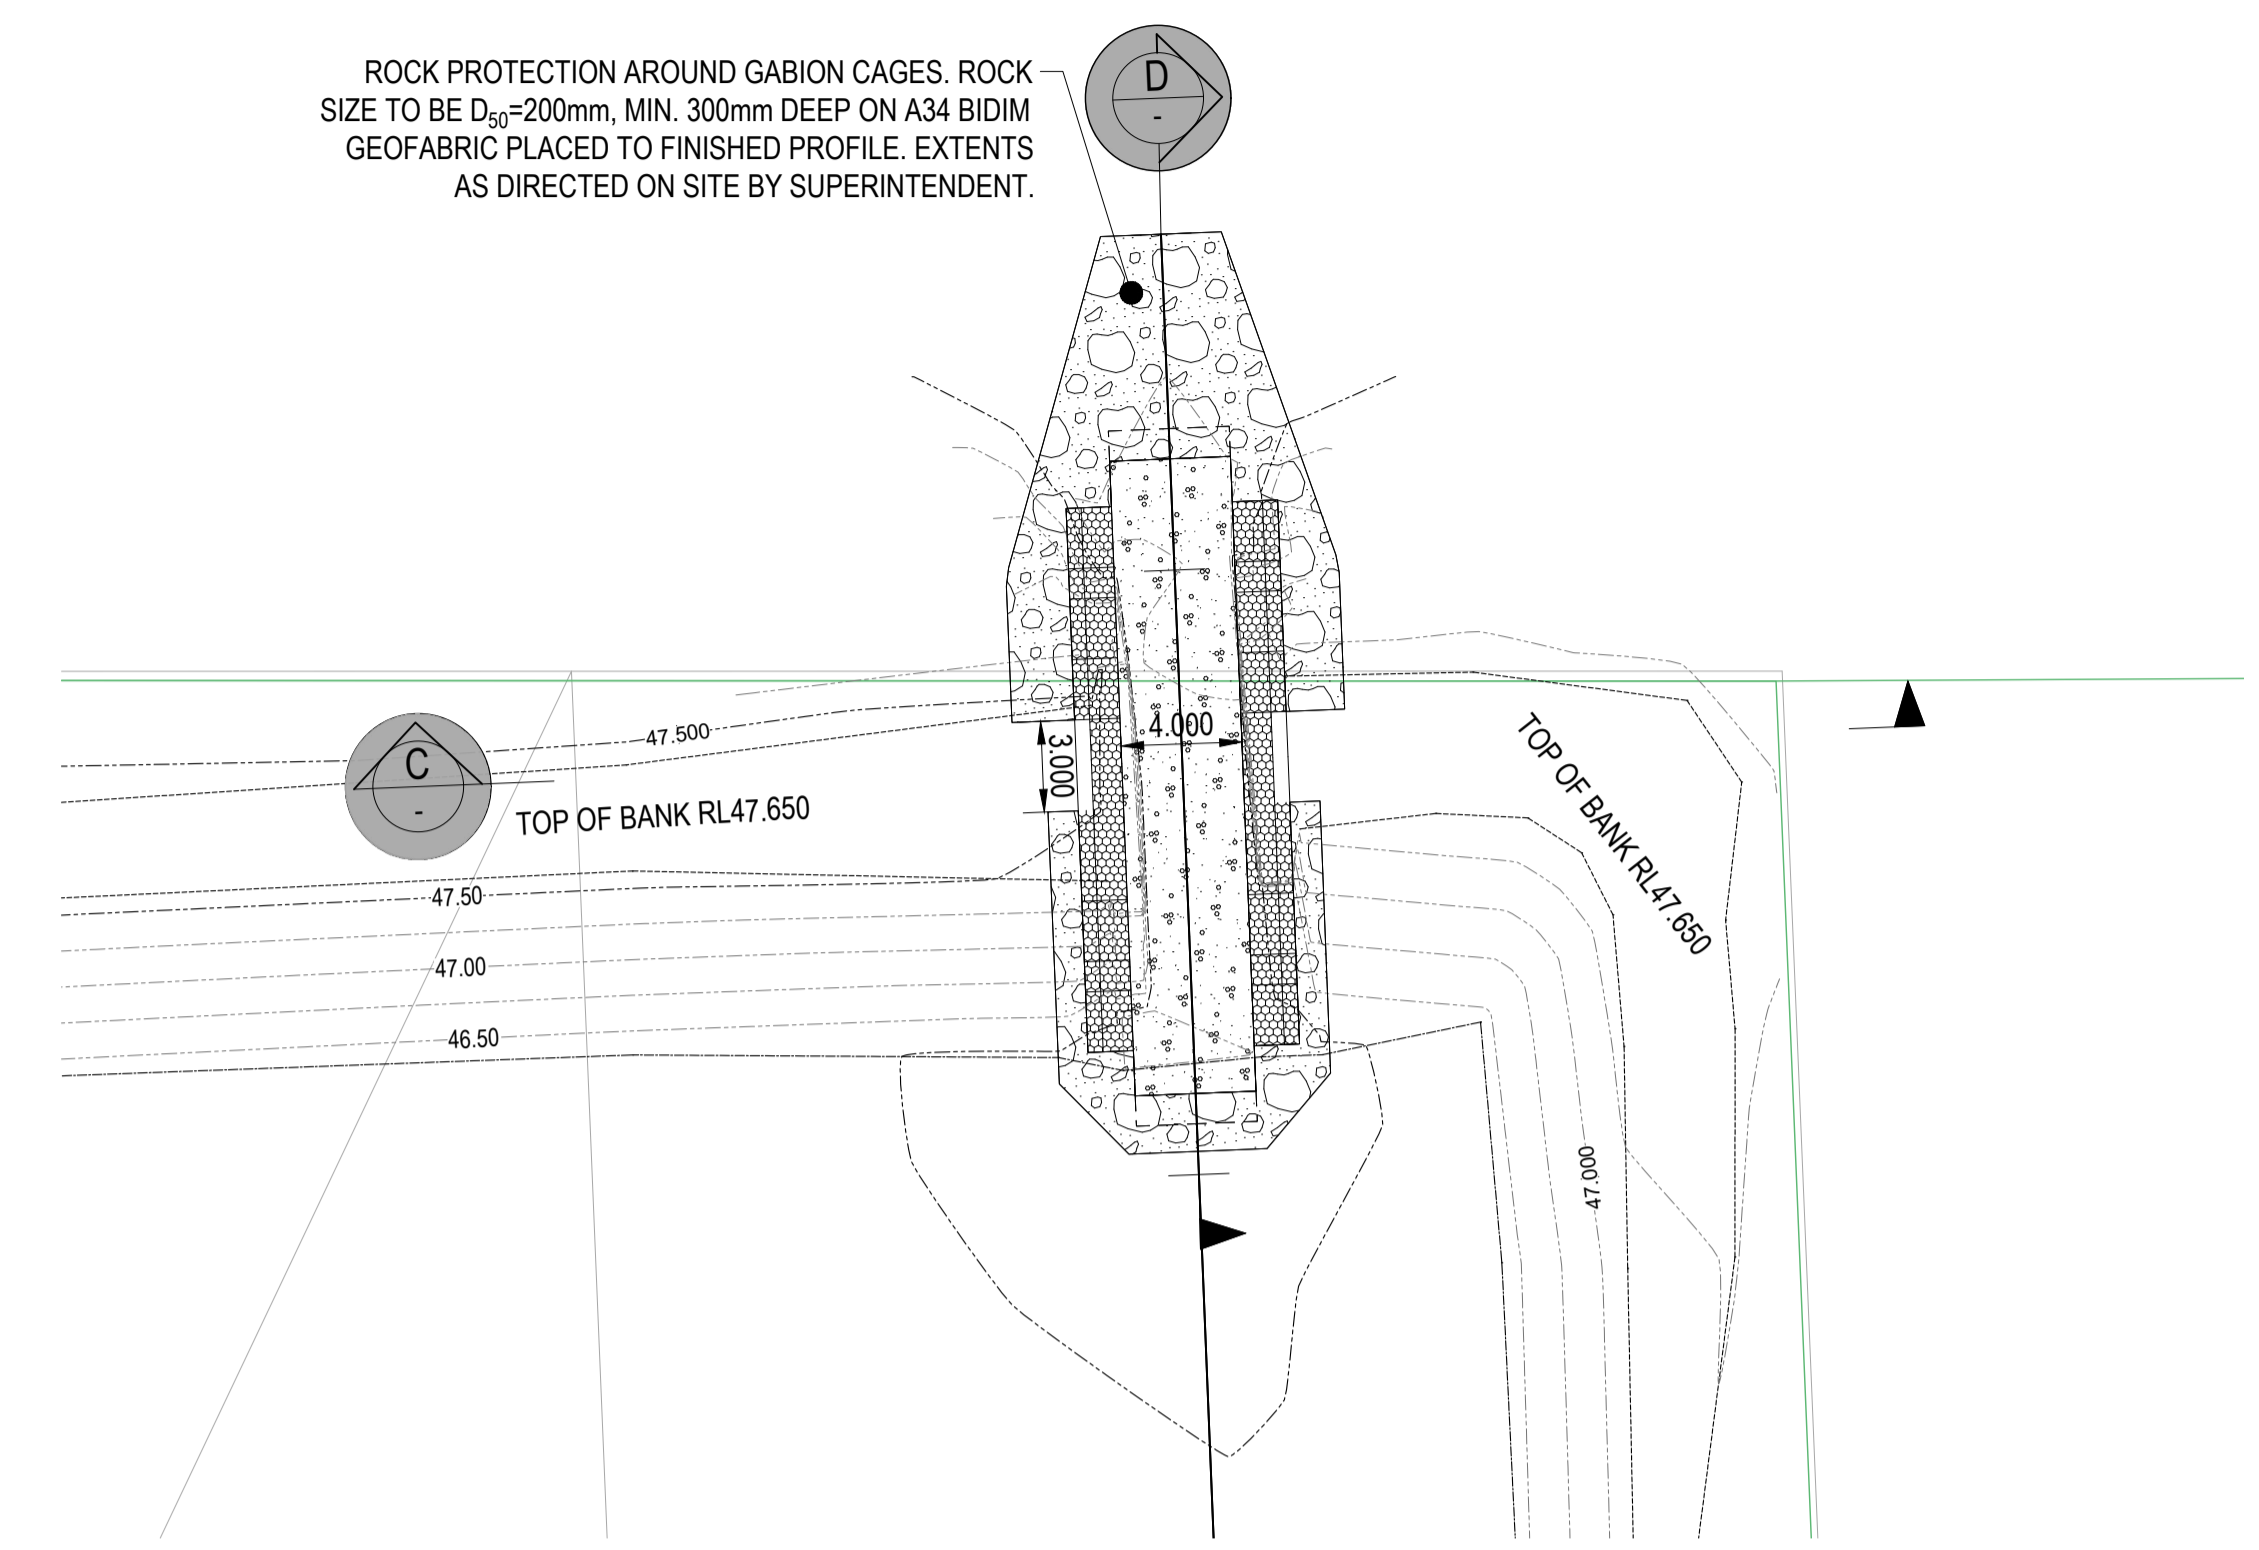 D
-
ROCK PROTECTION AROUND GABION CAGES. ROCK
SIZE TO BE D₅₀=200mm, MIN. 300mm DEEP ON A34 BIDIM
GEOFABRIC PLACED TO FINISHED PROFILE. EXTENTS
AS DIRECTED ON SITE BY SUPERINTENDENT.
47.500
4.000
3.000
C
-
TOP OF BANK RL47.650
TOP OF BANK RL47.650
47.50
47.00
46.50
47.000